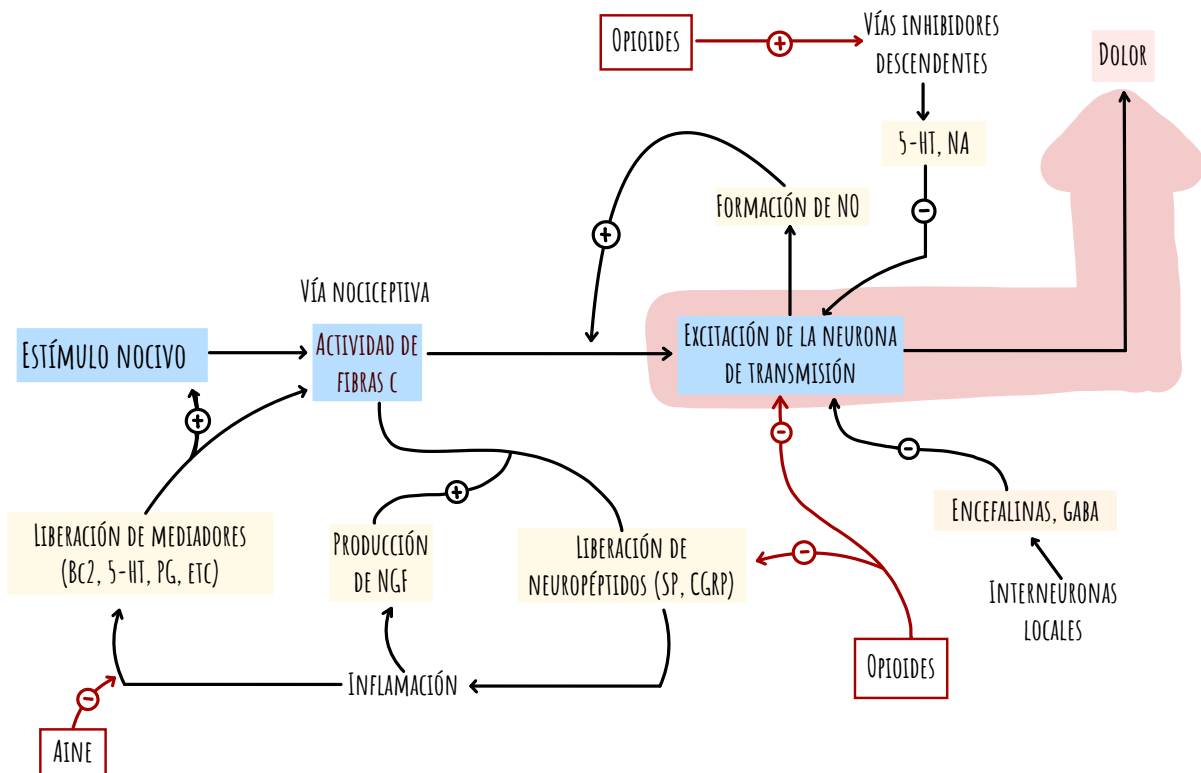 Opioides
+
Vías inhibidores
descendentes
Dolor
5-HT, NA
-
Formación de NO
+
Vía nociceptiva
Estímulo nocivo
Actividad de
fibras c
Excitación de la neurona
de transmisión
+
-
-
+
Encefalinas, gaba
Liberación de mediadores
(Bc2, 5-HT, PG, etc)
Producción
de NGF
Liberación de
neuropéptidos (SP, CGRP)
-
Interneuronas
locales
Opioides
Inflamación
-
Aine